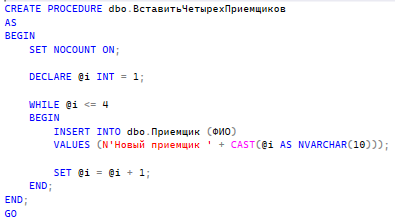 CREATE PROCEDURE dbo.ВставитьЧетырехПриемщиков
AS
BEGIN
    SET NOCOUNT ON;

    DECLARE @i INT = 1;

    WHILE @i <= 4
    BEGIN
        INSERT INTO dbo.Приемщик (ФИО)
        VALUES (N'Новый приемщик ' + CAST(@i AS NVARCHAR(10)));

        SET @i = @i + 1;
    END;
END;
GO